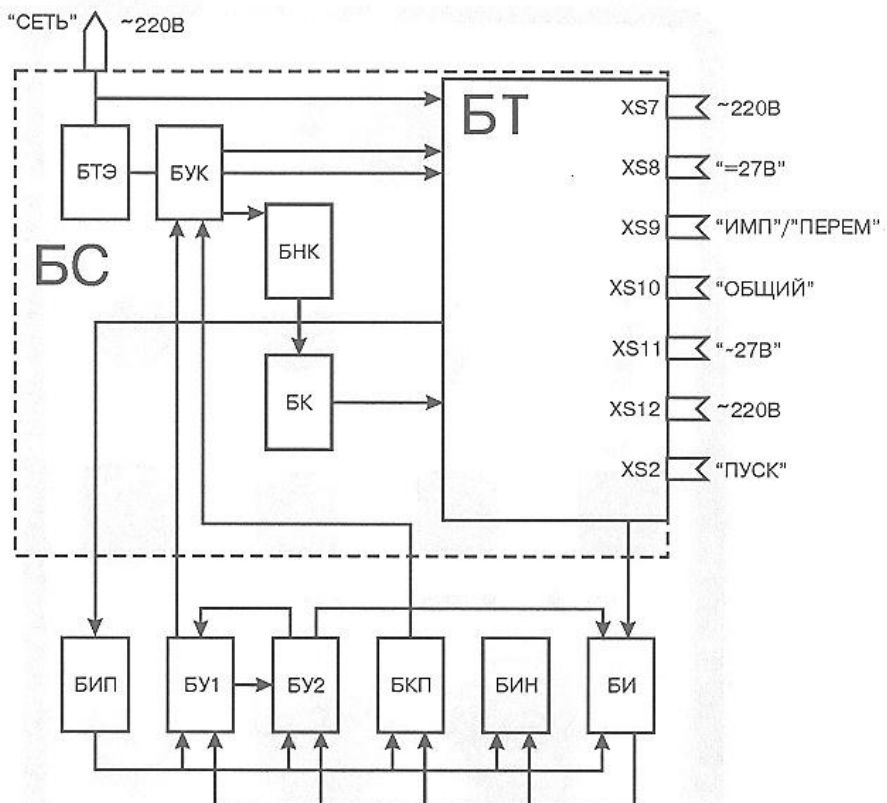 "СЕТЬ" ~220В
БТ
XS7 ~220В
БТЭ БУК
XS8 "=27В"
XS9 "ИМП"/"ПЕРЕМ"
БС БНК
XS10 "ОБЩИЙ"
XS11 "~27В"
БК
XS12 ~220В
XS2 "ПУСК"
БИП БУ1 БУ2 БКП БИН БИ